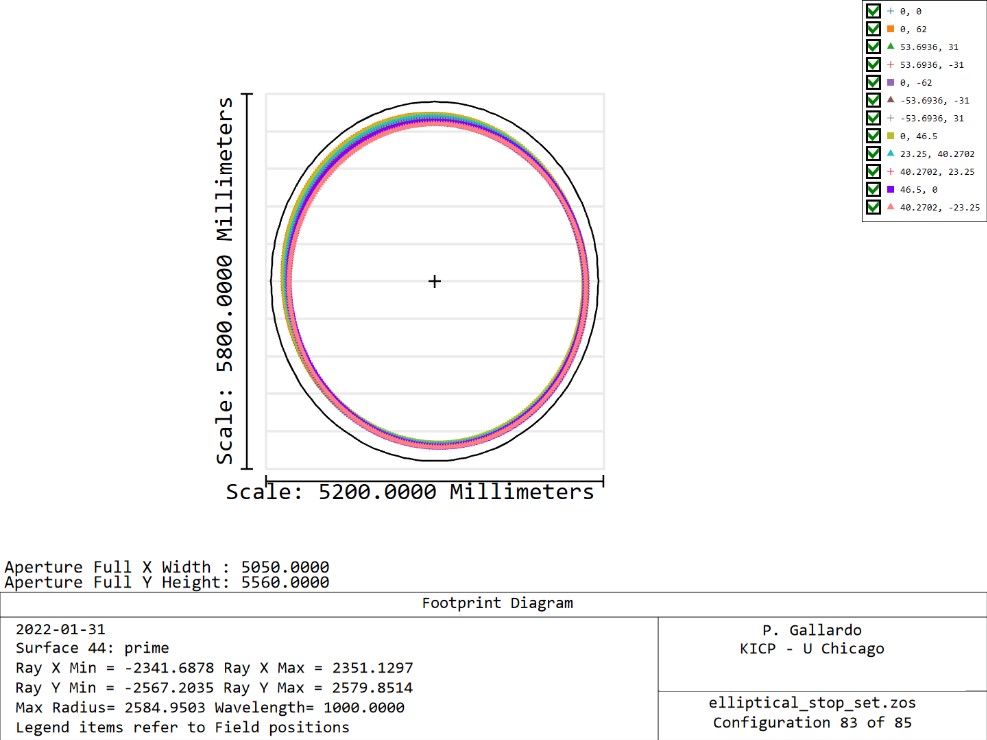 0, 0
0, 62
53.6936, 31
53.6936, -31
0, -62
-53.6936, -31
-53.6936, 31
0, 46.5
23.25, 40.2702
40.2702, 23.25
46.5, 0
40.2702, -23.25
Scale: 5800.0000 Millimeters
Scale: 5200.0000 Millimeters
Aperture Full X Width : 5050.0000
Aperture Full Y Height: 5560.0000
Footprint Diagram
2022-01-31
Surface 44: prime
Ray X Min = -2341.6878 Ray X Max = 2351.1297
Ray Y Min = -2567.2035 Ray Y Max = 2579.8514
Max Radius= 2584.9503 Wavelength= 1000.0000
Legend items refer to Field positions
P. Gallardo
KICP - U Chicago
elliptical_stop_set.zos
Configuration 83 of 85